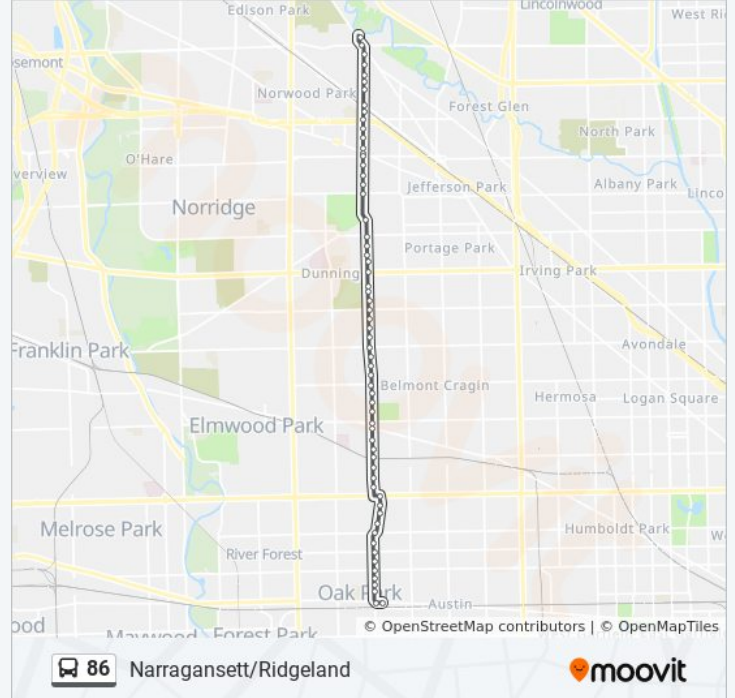 Edison Park
Lincolnwood
West Ri
osemont
Norwood Park
Forest Glen
North Park
O'Hare
verview
Jefferson Park
Albany Park
Linco
Norridge
Portage Park
Dunning
Irving Park
Franklin Park
Avondale
Belmont Cragin
Hermosa
Logan Square
Elmwood Park
Melrose Park
Humboldt Park
W
River Forest
Oak Park
Austin
ood
Maywood
Forest Park
© OpenStreetMap contributors | © OpenMapTiles
86 Narragansett/Ridgeland
moovit